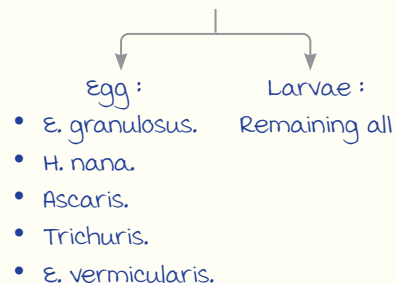 Egg :
• E. granulosus.
• H. nana.
• Ascaris.
• Trichuris.
• E. vermicularis.
Larvae :
Remaining all